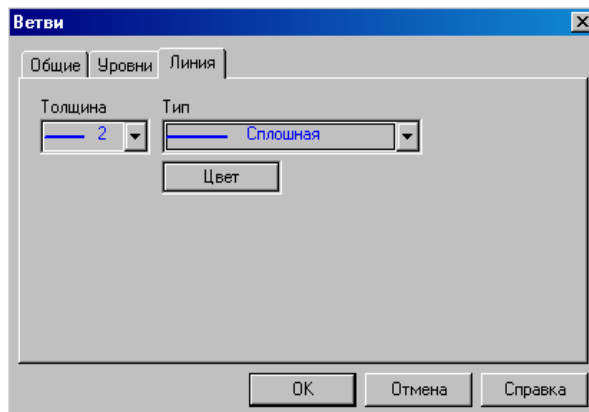 Ветви
Общие Уровни Линия
Толщина Тип
2 Сплошная
Цвет
OK Отмена Справка